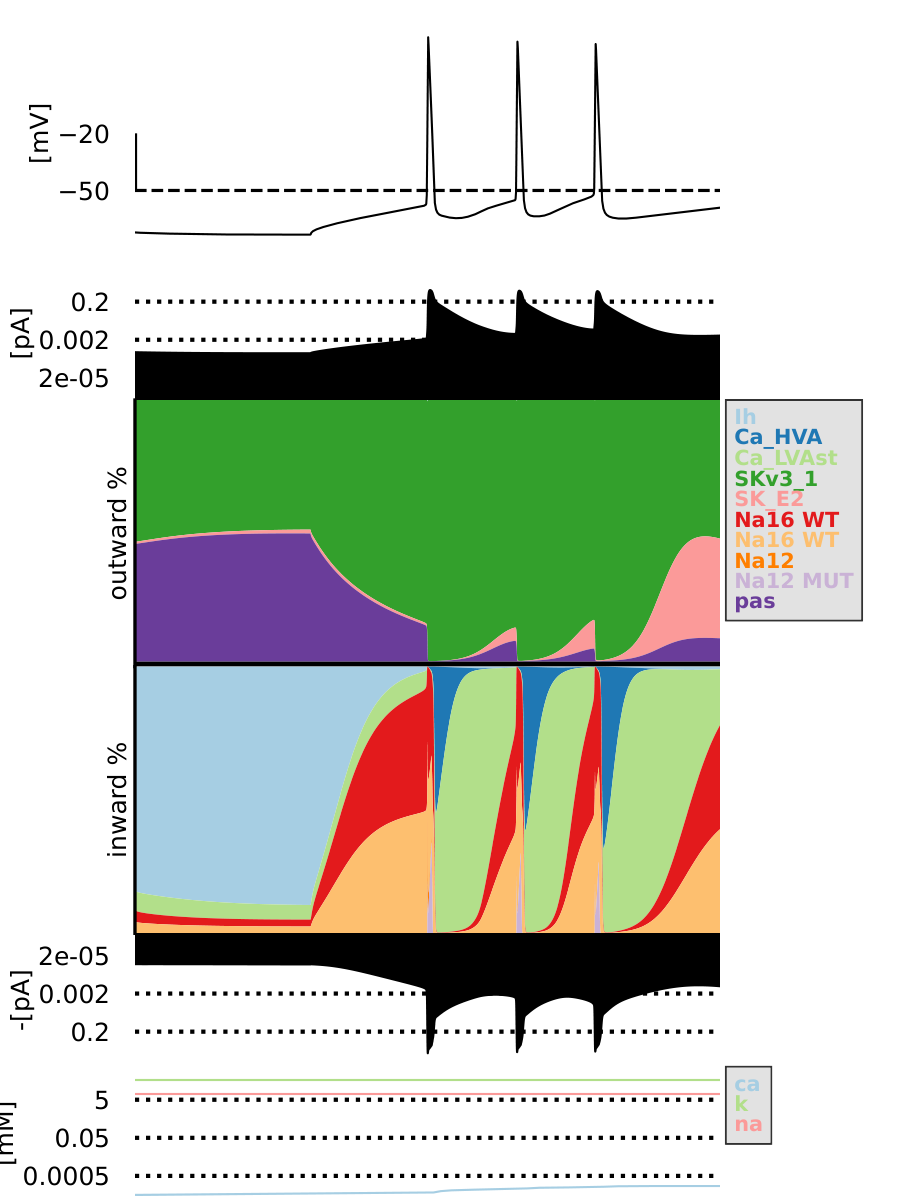 [mV]
−20
−50
[pA]
0.2
0.002
2e-05
outward %
Ih
Ca_HVA
Ca_LVAst
SKv3_1
SK_E2
Na16 WT
Na16 WT
Na12
Na12 MUT
pas
inward %
-[pA]
2e-05
0.002
0.2
[mM]
5
0.05
0.0005
ca
k
na